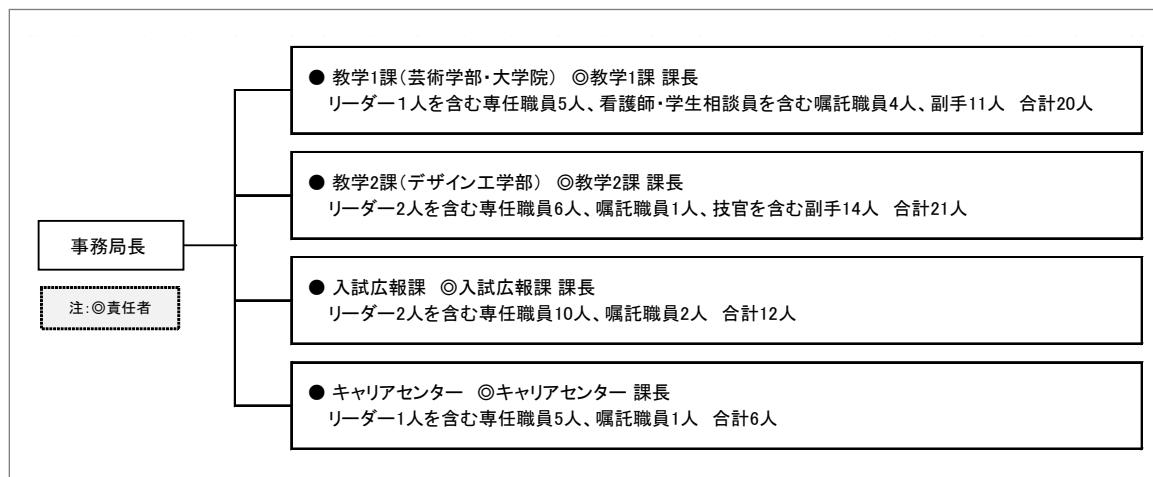 ● 教学1課(芸術学部・大学院) ◎教学1課 課長
リーダー1人を含む専任職員5人、看護師・学生相談員を含む嘱託職員4人、副手11人 合計20人
● 教学2課(デザイン工学部) ◎教学2課 課長
リーダー2人を含む専任職員6人、嘱託職員1人、技官を含む副手14人 合計21人
事務局長
注:◎責任者
● 入試広報課 ◎入試広報課 課長
リーダー2人を含む専任職員10人、嘱託職員2人 合計12人
● キャリアセンター ◎キャリアセンター 課長
リーダー1人を含む専任職員5人、嘱託職員1人 合計6人